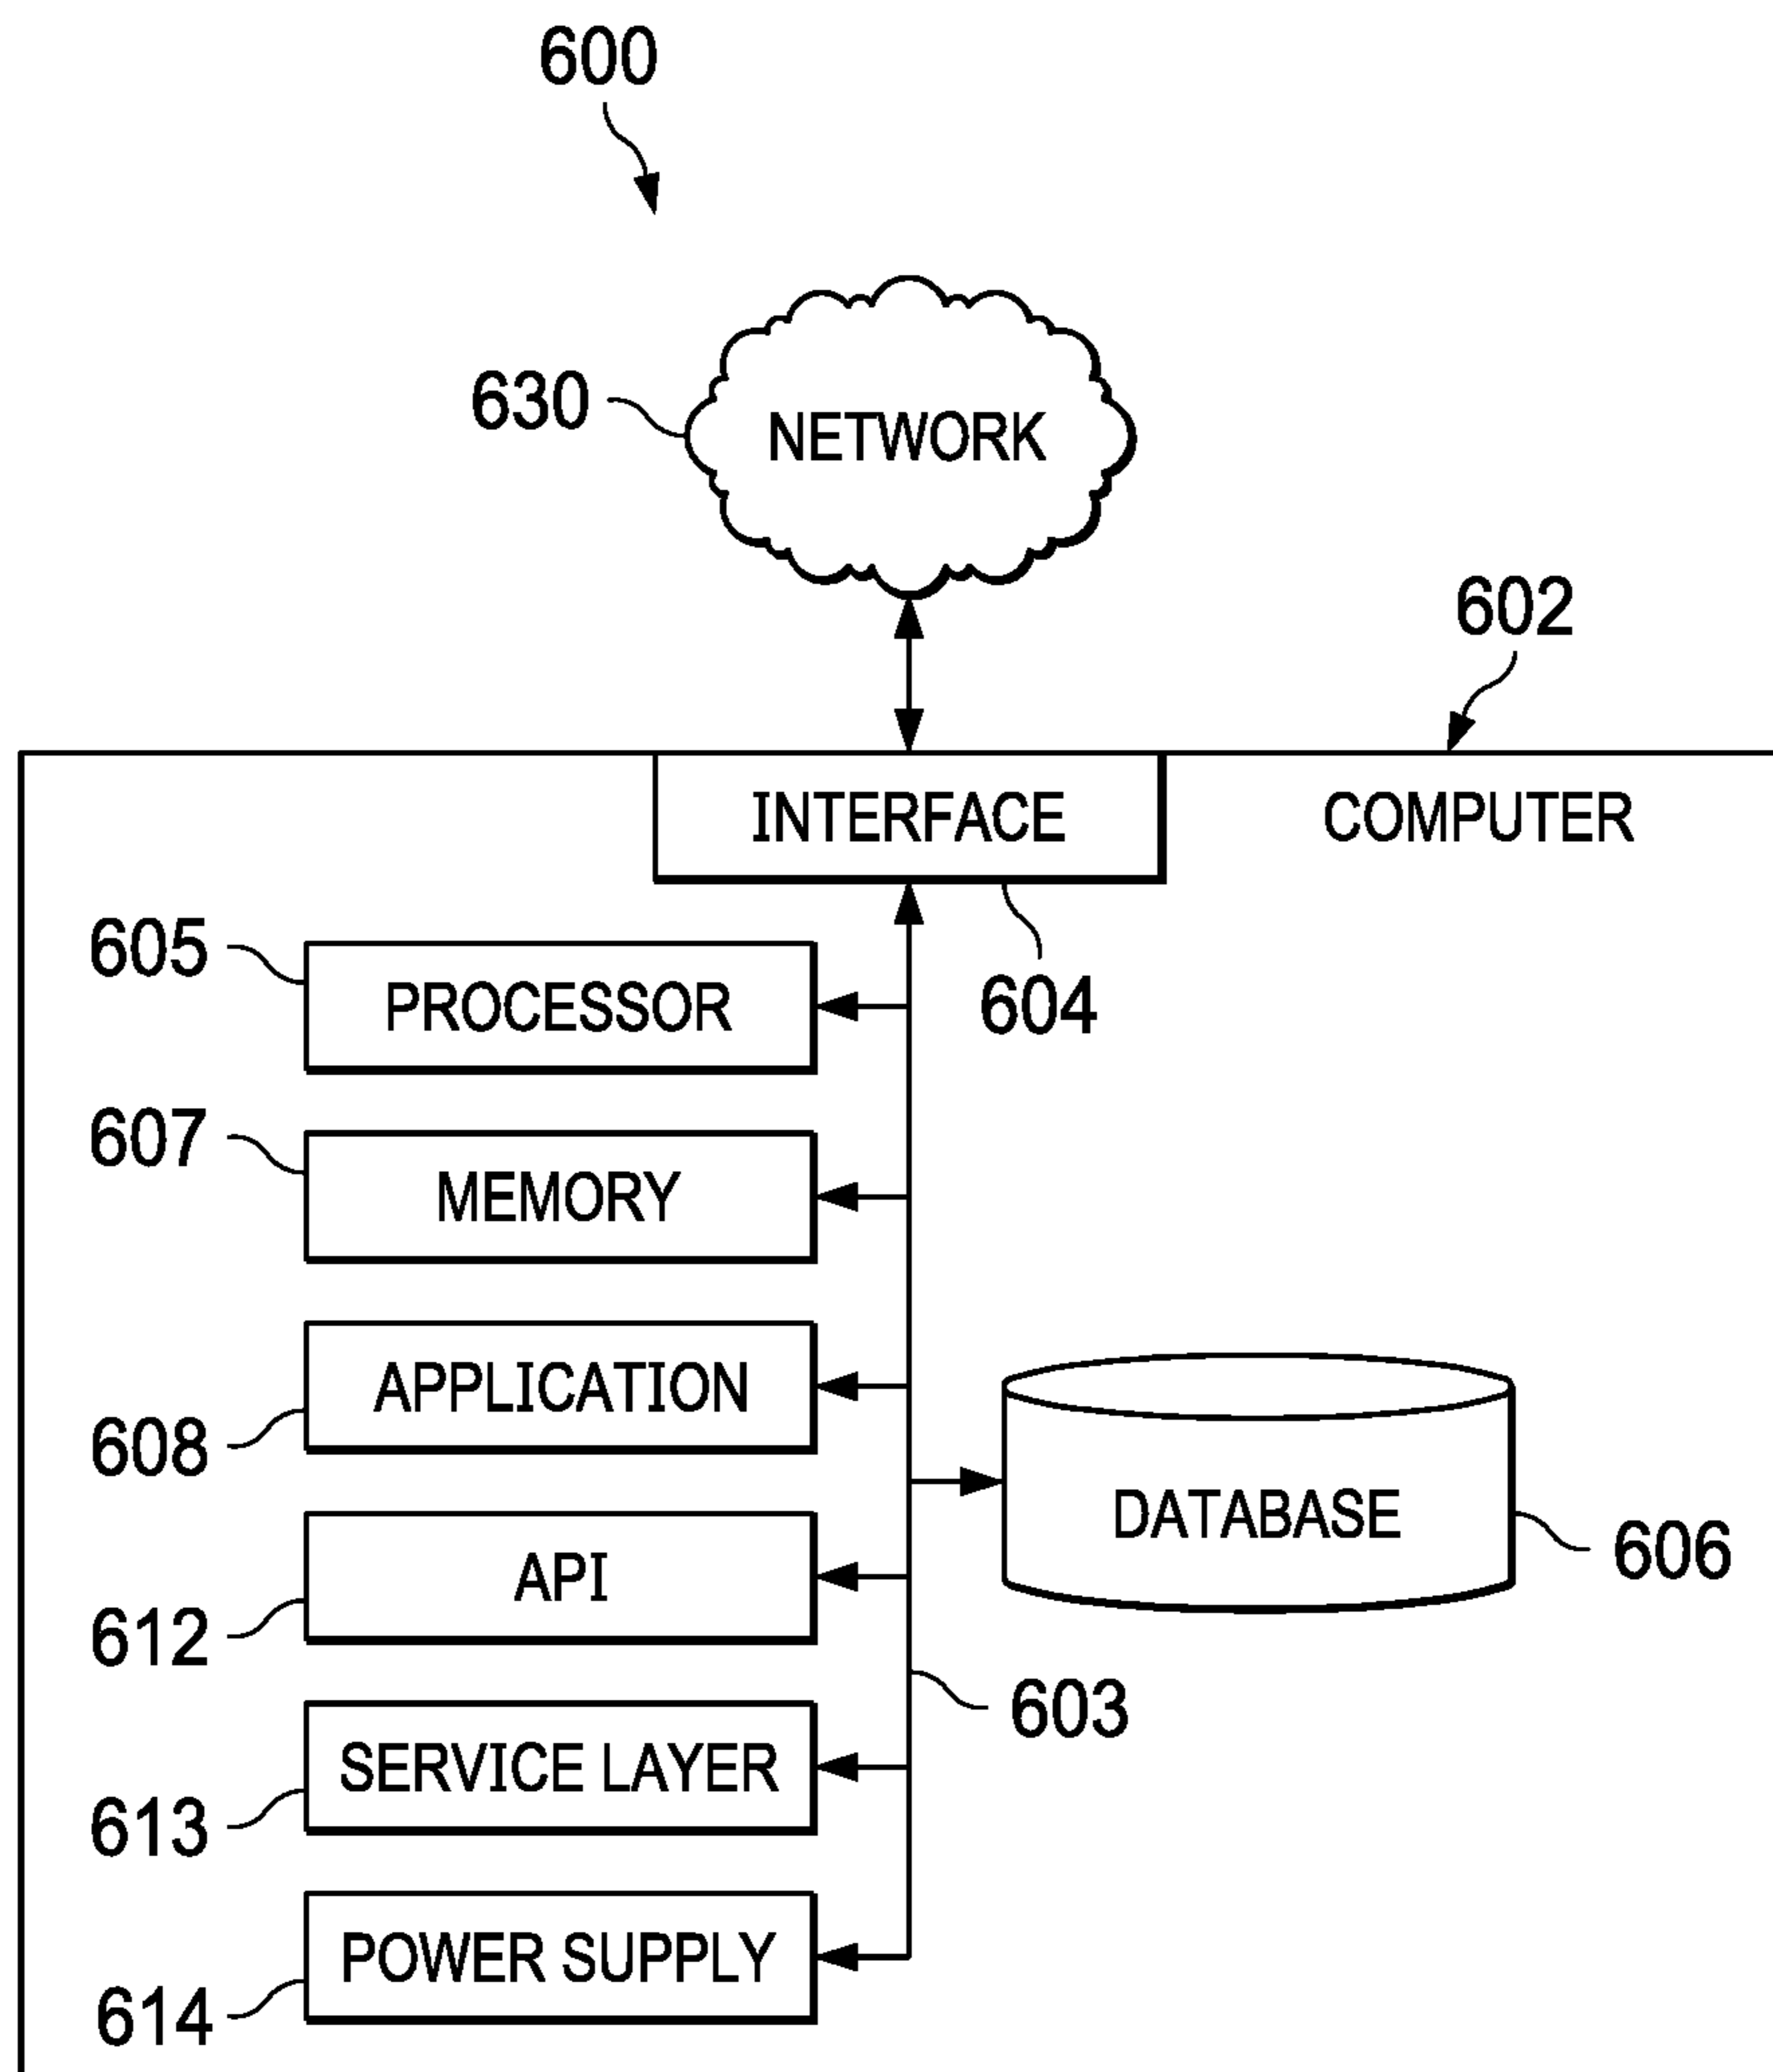 600
630
NETWORK
602
INTERFACE
COMPUTER
605
PROCESSOR
604
607
MEMORY
APPLICATION
608
DATABASE
606
API
612
603
SERVICE LAYER
613
POWER SUPPLY
614